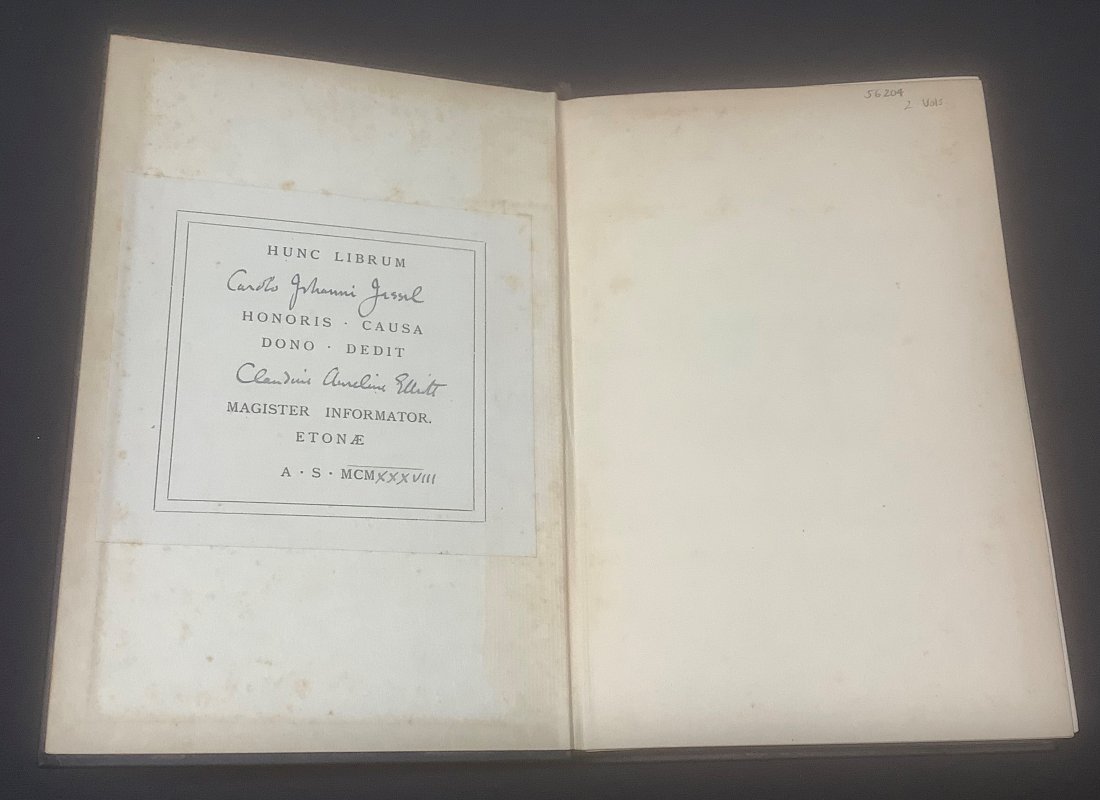 HUNC LIBRUM
Carolo Johanni Jessel
HONORIS · CAUSA
DONO · DEDIT
Claudius Aurelius Elliott
MAGISTER INFORMATOR.
ETONÆ
A · S · MCMXXXVIII
56204
2 Vols